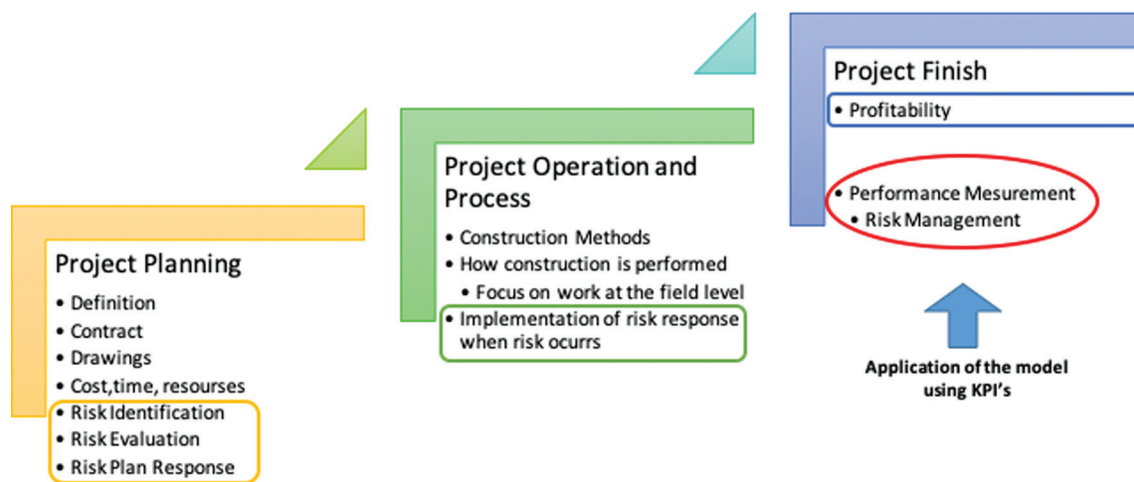 Project Planning
• Definition
• Contract
• Drawings
• Cost,time, resourses
• Risk Identification
• Risk Evaluation
• Risk Plan Response
Project Operation and
Process
• Construction Methods
• How construction is performed
• Focus on work at the field level
• Implementation of risk response
when risk ocurrs
Project Finish
• Profitability
• Performance Mesurement
• Risk Management
Application of the model
using KPI's